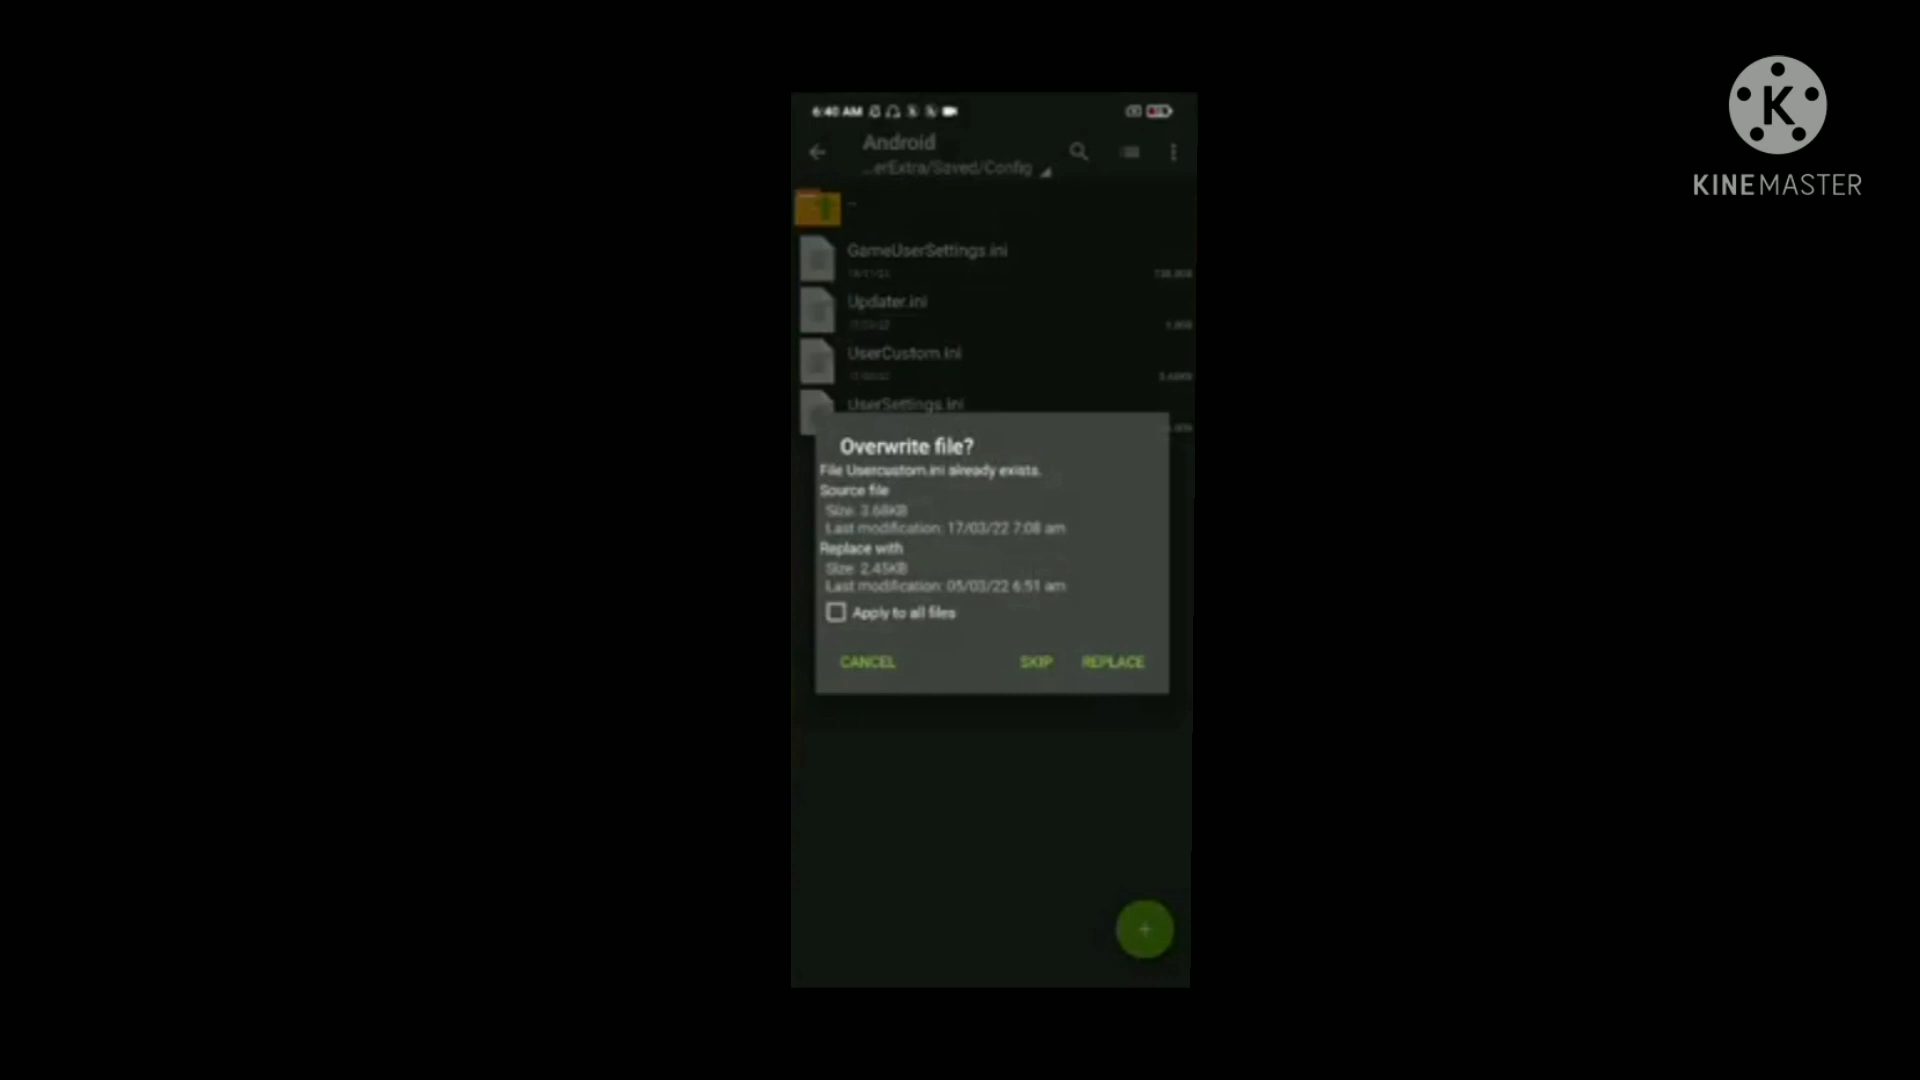 6:40 AM
Android
...erExtra/Saved/Config
..
GameUserSettings.ini
Updater.ini
UserCustom.ini
UserSettings.ini
Overwrite file?
File Usercustom.ini already exists.
Source file
Size: 3.68KB
Last modification: 17/03/22 7:08 am
Replace with
Size: 2.45KB
Last modification: 05/03/22 6:51 am
Apply to all files
CANCEL SKIP REPLACE
K
KINEMASTER